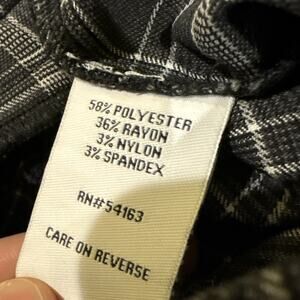 58% POLYESTER
36% RAYON
3% NYLON
3% SPANDEX
RN#54163
CARE ON REVERSE